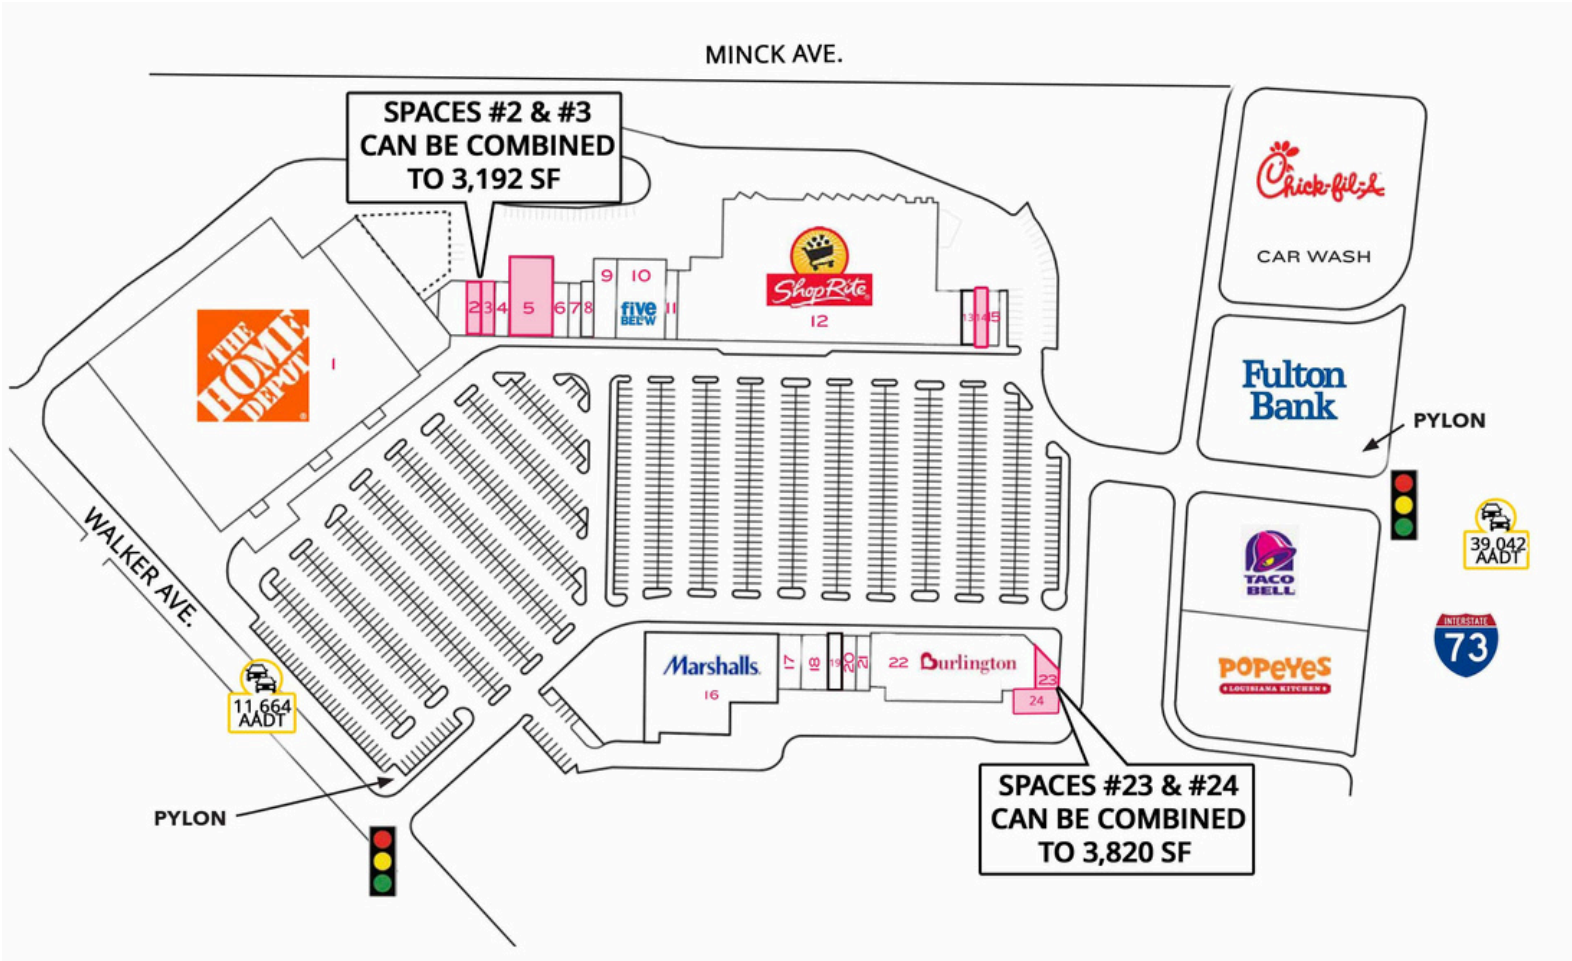 MINCK AVE.
SPACES #2 & #3
CAN BE COMBINED
TO 3,192 SF
Chick-fil-A
CAR WASH
THE
HOME
DEPOT
1
2
3
4
5
6
7
8
9
10
five
BELOW
11
ShopRite
12
13
14
15
Fulton
Bank
PYLON
39,042
AADT
TACO
BELL
INTERSTATE
73
POPEYES
LOUISIANA KITCHEN
WALKER AVE.
11,664
AADT
Marshalls
16
17
18
19
20
21
22
Burlington
23
24
PYLON
SPACES #23 & #24
CAN BE COMBINED
TO 3,820 SF